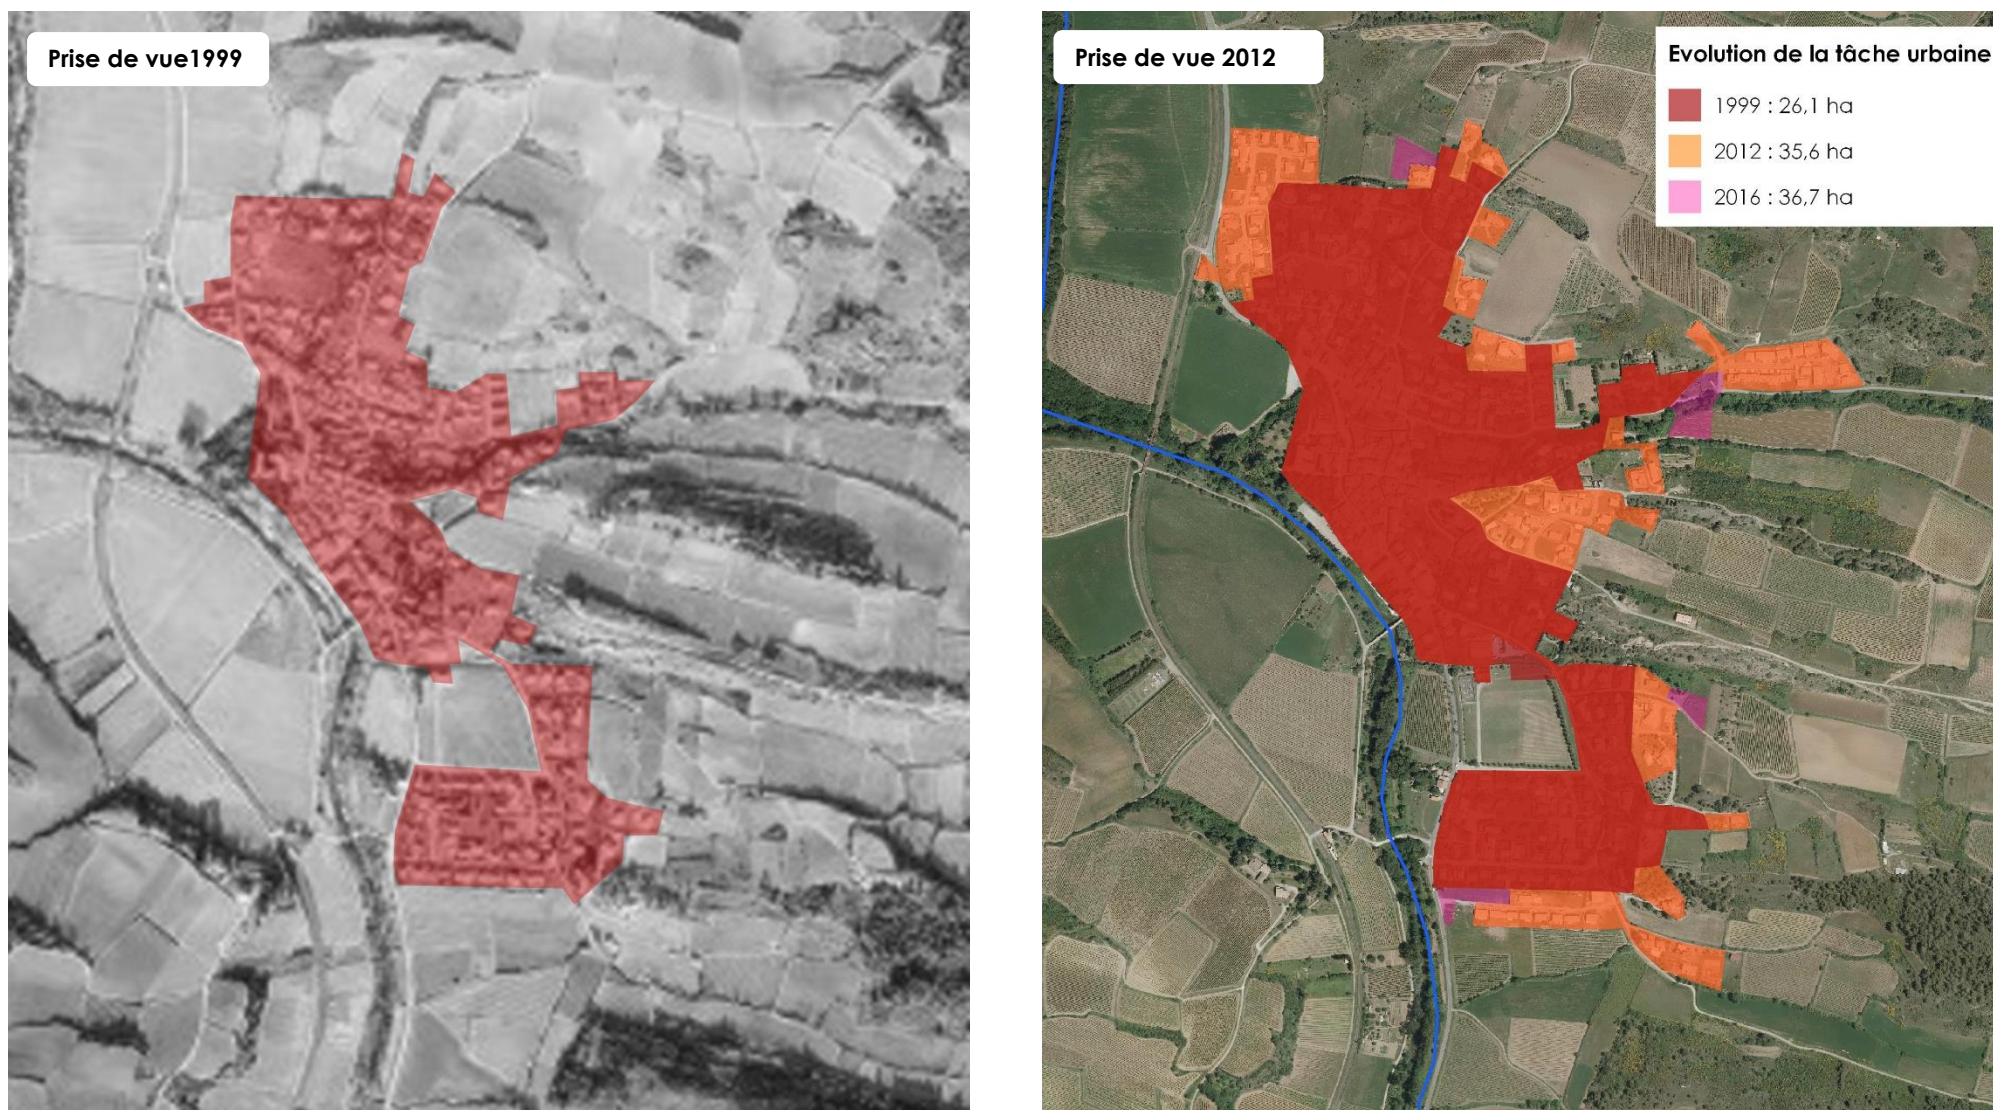 Prise de vue1999
Prise de vue 2012
Evolution de la tâche urbaine
1999 : 26,1 ha
2012 : 35,6 ha
2016 : 36,7 ha